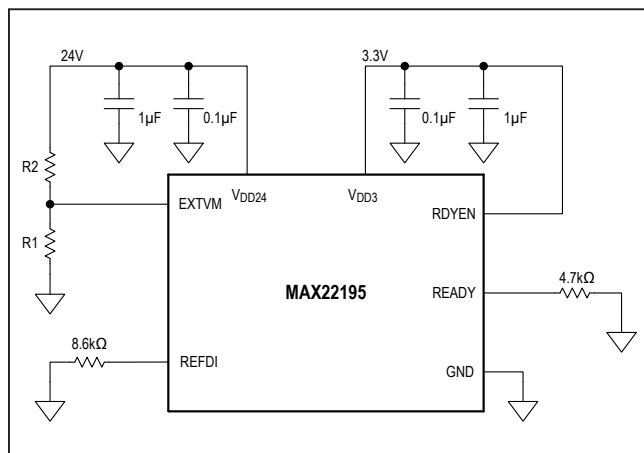 24V
3.3V
1µF
0.1µF
0.1µF
1µF
R2
EXTVM
VDD24
VDD3
RDYEN
R1
MAX22195
READY
4.7kΩ
8.6kΩ
REFDI
GND